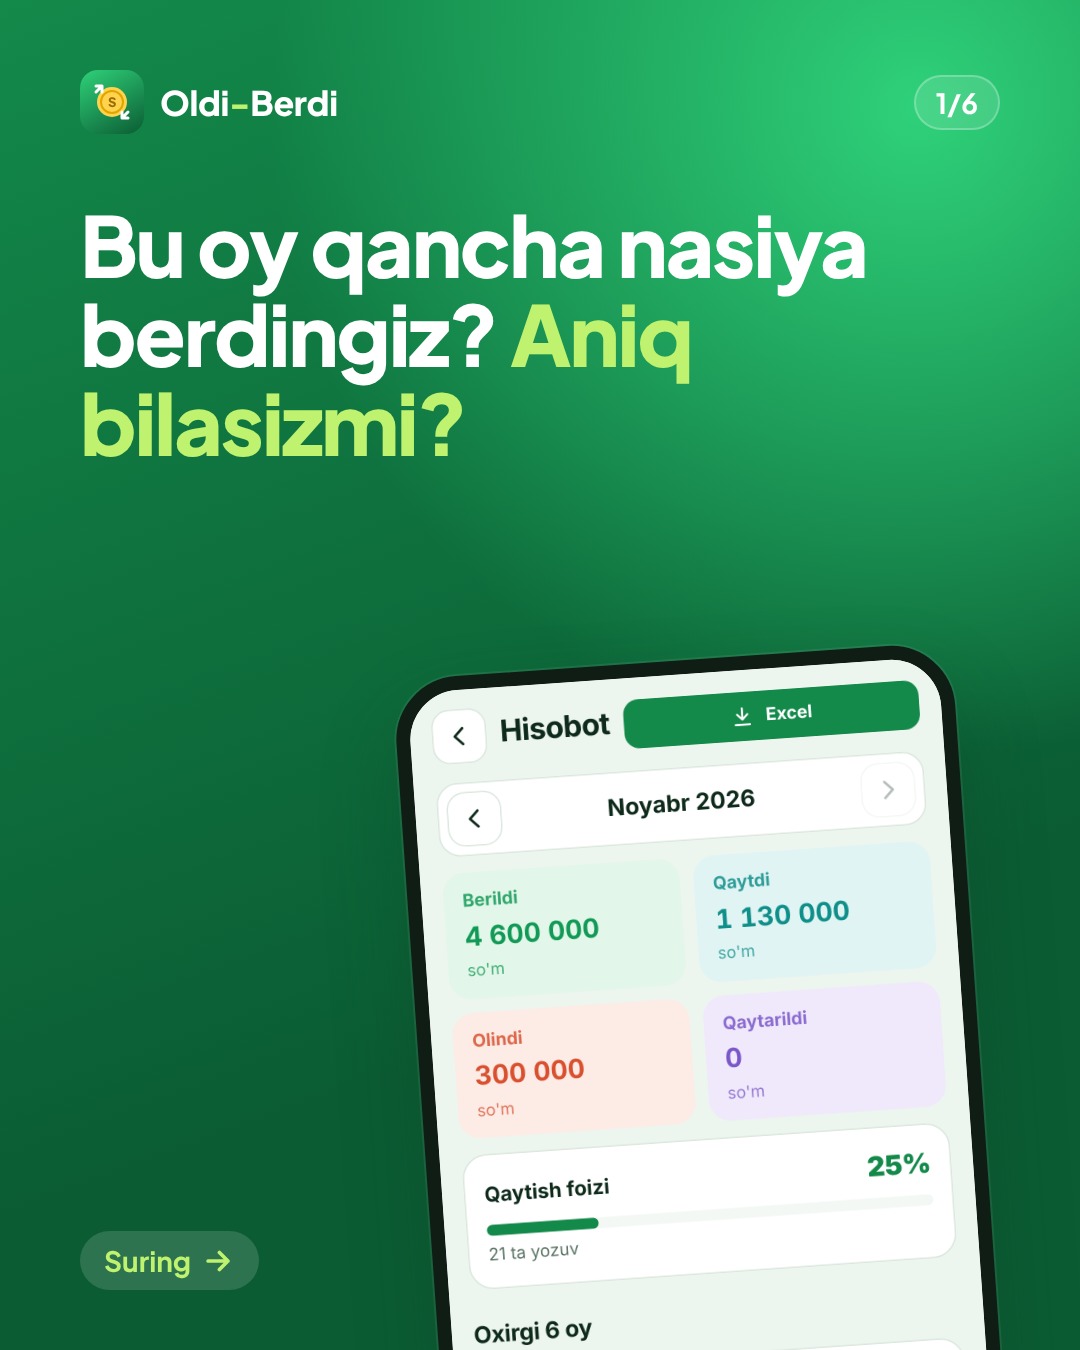 Oldi-Berdi
1/6
Bu oy qancha nasiya
berdingiz? Aniq
bilasizmi?
Hisobot
Excel
Noyabr 2026
Berildi
4 600 000
so'm
Qaytdi
1 130 000
so'm
Olindi
300 000
so'm
Qaytarildi
0
so'm
Qaytish foizi
25%
21 ta yozuv
Oxirgi 6 oy
Suring →